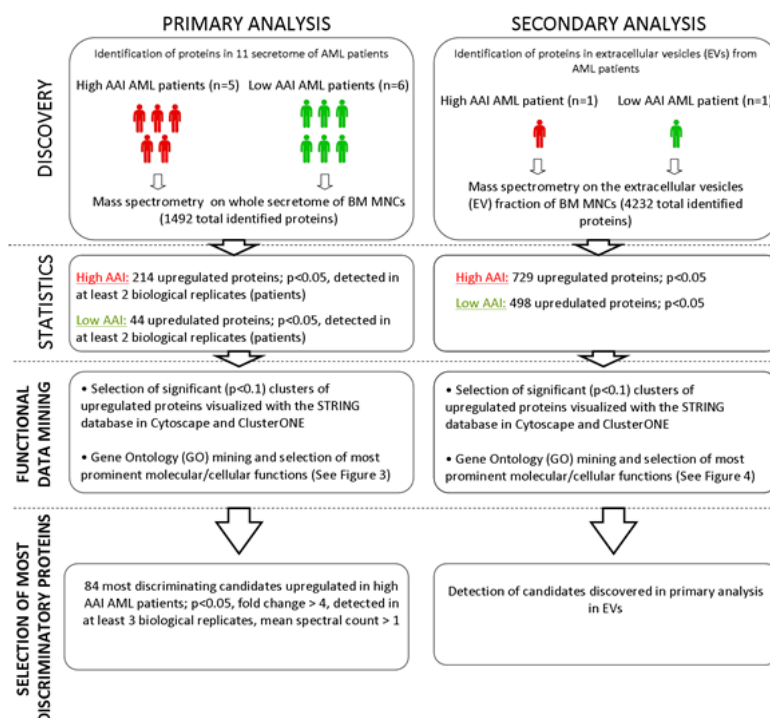 PRIMARY ANALYSIS
Identification of proteins in 11 secretome of AML patients
High AAI AML patients (n=5)
Low AAI AML patients (n=6)
Mass spectrometry on whole secretome of BM MNCs
(1492 total identified proteins)
SECONDARY ANALYSIS
Identification of proteins in extracellular vesicles (EVs) from
AML patients
High AAI AML patient (n=1)
Low AAI AML patient (n=1)
Mass spectrometry on the extracellular vesicles
(EV) fraction of BM MNCs (4232 total identified
proteins)
DISCOVERY
High AAI: 214 upregulated proteins; p<0.05, detected in
at least 2 biological replicates (patients)
Low AAI: 44 upredulated proteins; p<0.05, detected in
at least 2 biological replicates (patients)
High AAI: 729 upregulated proteins; p<0.05
Low AAI: 498 upredulated proteins; p<0.05
STATISTICS
• Selection of significant (p<0.1) clusters of
upregulated proteins visualized with the STRING
database in Cytoscape and ClusterONE
• Gene Ontology (GO) mining and selection of most
prominent molecular/cellular functions (See Figure 3)
• Selection of significant (p<0.1) clusters of
upregulated proteins visualized with the STRING
database in Cytoscape and ClusterONE
• Gene Ontology (GO) mining and selection of most
prominent molecular/cellular functions (See Figure 4)
FUNCTIONAL
DATA MINING
84 most discriminating candidates upregulated in high
AAI AML patients; p<0.05, fold change > 4, detected in
at least 3 biological replicates, mean spectral count > 1
Detection of candidates discovered in primary analysis
in EVs
SELECTION OF MOST
DISCRIMINATORY PROTEINS